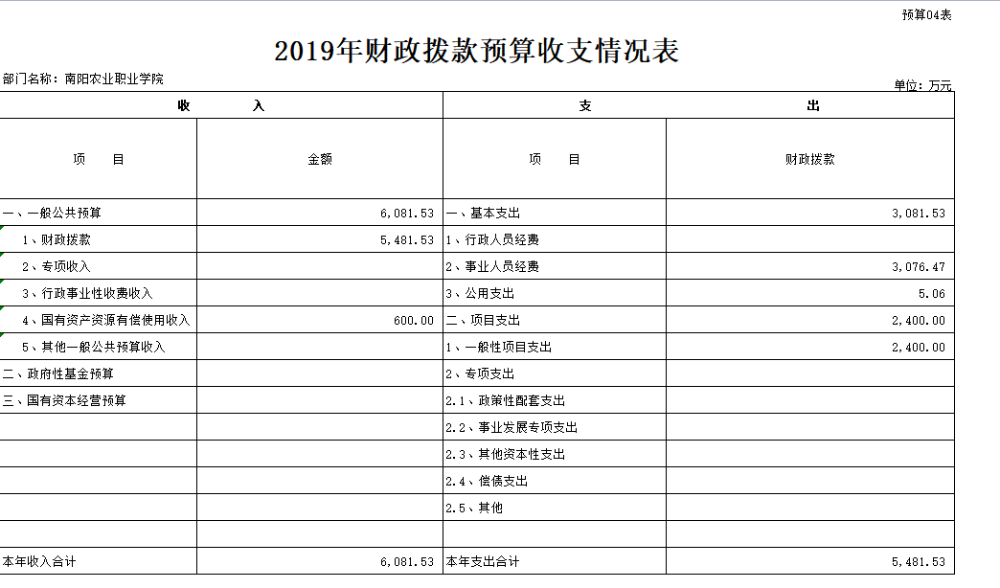 预算04表
2019年财政拨款预算收支情况表
部门名称：南阳农业职业学院 单位：万元
收 入 支 出
项 目 金额 项 目 财政拨款
一、一般公共预算 6,081.53 一、基本支出 3,081.53
1、财政拨款 5,481.53 1、行政人员经费
2、专项收入 2、事业人员经费 3,076.47
3、行政事业性收费收入 3、公用支出 5.06
4、国有资产资源有偿使用收入 600.00 二、项目支出 2,400.00
5、其他一般公共预算收入 1、一般性项目支出 2,400.00
二、政府性基金预算 2、专项支出
三、国有资本经营预算 2.1、政策性配套支出
2.2、事业发展专项支出
2.3、其他资本性支出
2.4、偿债支出
2.5、其他
本年收入合计 6,081.53 本年支出合计 5,481.53